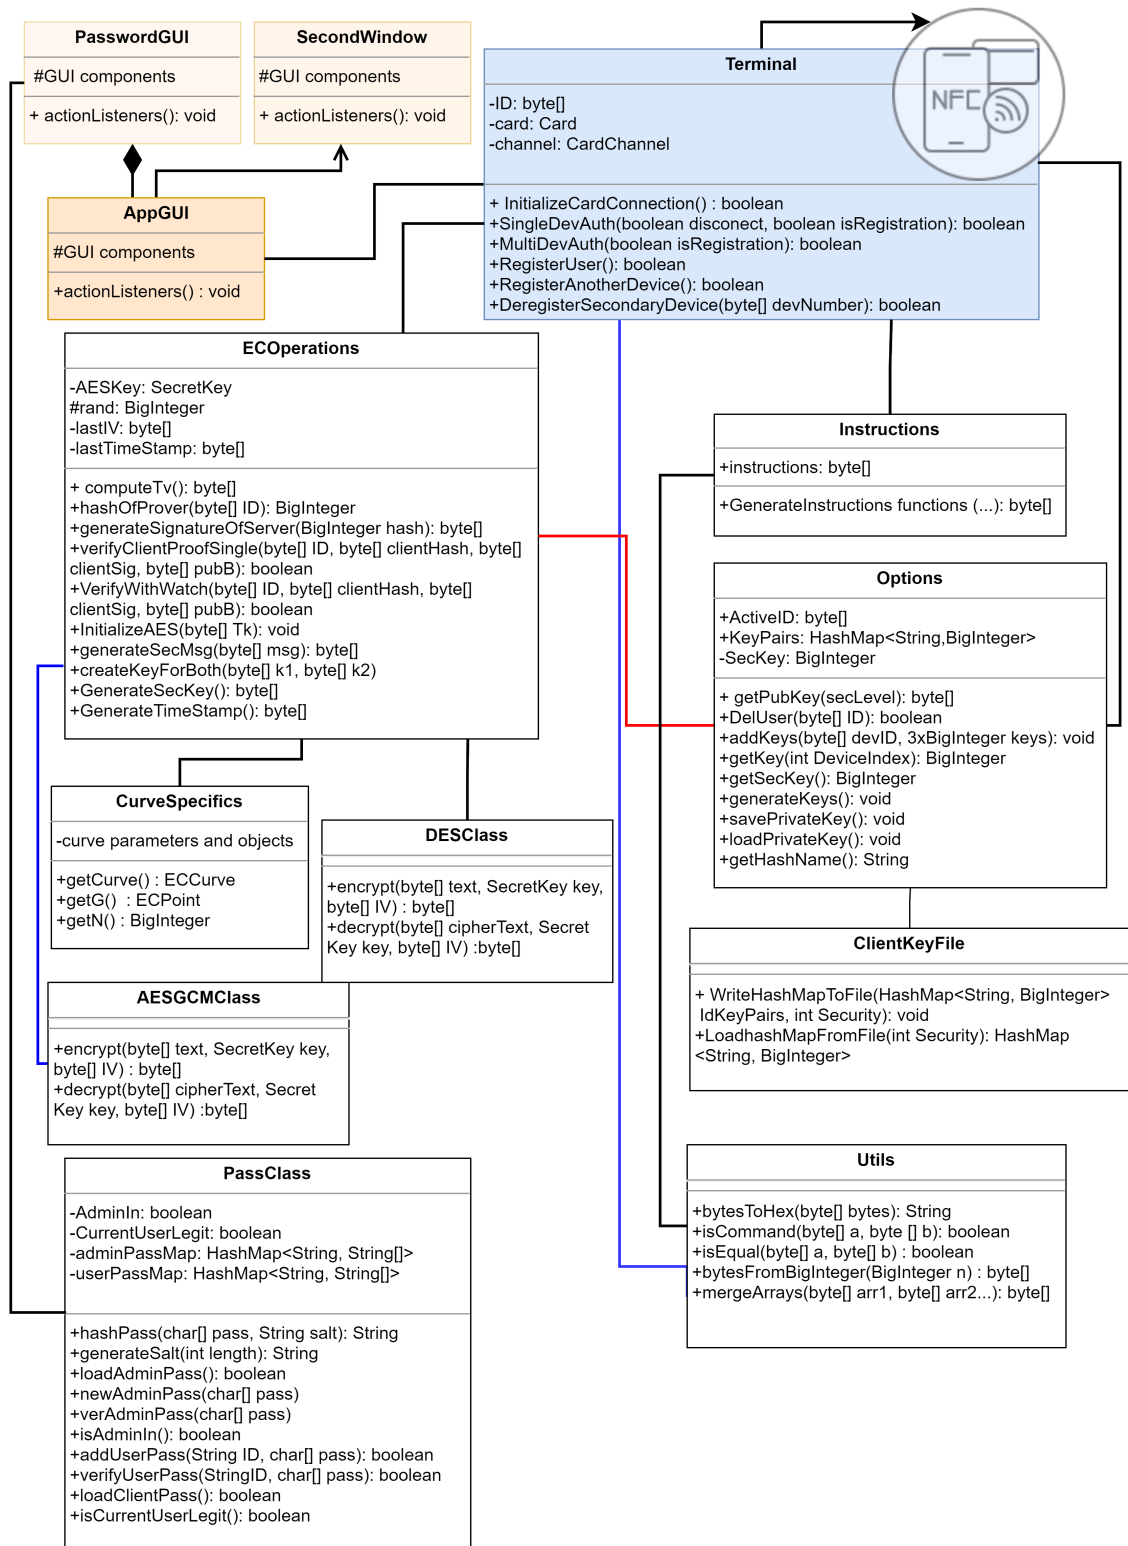 PasswordGUI
#GUI components
+ actionListeners(): void
SecondWindow
#GUI components
+ actionListeners(): void
Terminal
-ID: byte[]
-card: Card
-channel: CardChannel
+ InitializeCardConnection() : boolean
+SingleDevAuth(boolean disconect, boolean isRegistration): boolean
+MultiDevAuth(boolean isRegistration): boolean
+RegisterUser(): boolean
+RegisterAnotherDevice(): boolean
+DeregisterSecondaryDevice(byte[] devNumber): boolean
NFC
AppGUI
#GUI components
+actionListeners() : void
ECOperations
-AESKey: SecretKey
#rand: BigInteger
-lastIV: byte[]
-lastTimeStamp: byte[]
+ computeTv(): byte[]
+hashOfProver(byte[] ID): BigInteger
+generateSignatureOfServer(BigInteger hash): byte[]
+verifyClientProofSingle(byte[] ID, byte[] clientHash, byte[]
clientSig, byte[] pubB): boolean
+VerifyWithWatch(byte[] ID, byte[] clientHash, byte[]
clientSig, byte[] pubB): boolean
+InitializeAES(byte[] Tk): void
+generateSecMsg(byte[] msg): byte[]
+createKeyForBoth(byte[] k1, byte[] k2)
+GenerateSecKey(): byte[]
+GenerateTimeStamp(): byte[]
Instructions
+instructions: byte[]
+GenerateInstructions functions (...): byte[]
Options
+ActiveID: byte[]
+KeyPairs: HashMap<String,BigInteger>
-SecKey: BigInteger
+ getPubKey(secLevel): byte[]
+DelUser(byte[] ID): boolean
+addKeys(byte[] devID, 3xBigInteger keys): void
+getKey(int DeviceIndex): BigInteger
+getSecKey(): BigInteger
+generateKeys(): void
+savePrivateKey(): void
+loadPrivateKey(): void
+getHashName(): String
CurveSpecifics
-curve parameters and objects
+getCurve() : ECCurve
+getG()  : ECPoint
+getN() : BigInteger
DESClass
+encrypt(byte[] text, SecretKey key,
byte[] IV) : byte[]
+decrypt(byte[] cipherText, Secret
Key key, byte[] IV) :byte[]
ClientKeyFile
+ WriteHashMapToFile(HashMap<String, BigInteger>
IdKeyPairs, int Security): void
+LoadhashMapFromFile(int Security): HashMap
<String, BigInteger>
AESGCMClass
+encrypt(byte[] text, SecretKey key,
byte[] IV) : byte[]
+decrypt(byte[] cipherText, Secret
Key key, byte[] IV) :byte[]
PassClass
-AdminIn: boolean
-CurrentUserLegit: boolean
-adminPassMap: HashMap<String, String[]>
-userPassMap: HashMap<String, String[]>
+hashPass(char[] pass, String salt): String
+generateSalt(int length): String
+loadAdminPass(): boolean
+newAdminPass(char[] pass)
+verAdminPass(char[] pass)
+isAdminIn(): boolean
+addUserPass(String ID, char[] pass): boolean
+verifyUserPass(StringID, char[] pass): boolean
+loadClientPass(): boolean
+isCurrentUserLegit(): boolean
Utils
+bytesToHex(byte[] bytes): String
+isCommand(byte[] a, byte [] b): boolean
+isEqual(byte[] a, byte[] b) : boolean
+bytesFromBigInteger(BigInteger n) : byte[]
+mergeArrays(byte[] arr1, byte[] arr2...): byte[]